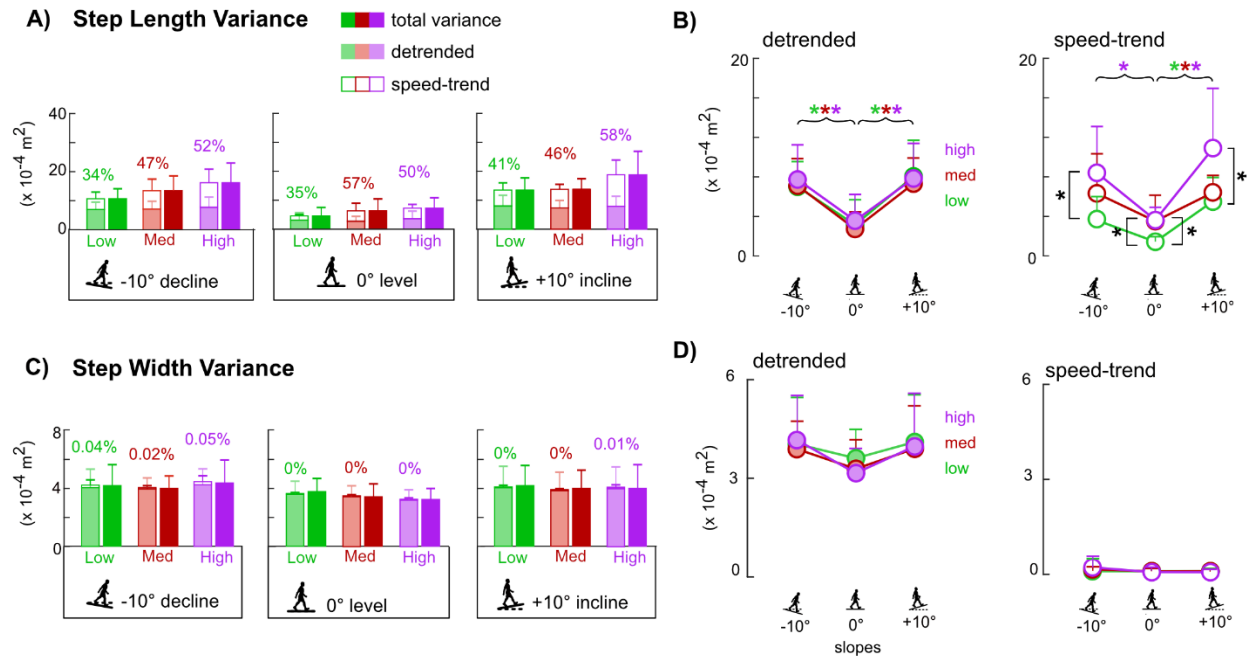 A) Step Length Variance
total variance
detrended
speed-trend
(x 10⁻⁴ m²)
40
20
0
34%
47%
52%
Low
Med
High
-10° decline
35%
57%
50%
Low
Med
High
0° level
41%
46%
58%
Low
Med
High
+10° incline
B)
detrended
20
0
(x 10⁻⁴ m²)
***
***
high
med
low
-10°
0°
+10°
speed-trend
20
0
*
***
*
*
*
*
-10°
0°
+10°
C) Step Width Variance
(x 10⁻⁴ m²)
8
4
0
0.04%
0.02%
0.05%
Low
Med
High
-10° decline
0%
0%
0%
Low
Med
High
0° level
0%
0%
0.01%
Low
Med
High
+10° incline
D)
detrended
6
3
0
(x 10⁻⁴ m²)
high
med
low
-10°
0°
+10°
slopes
speed-trend
6
3
0
-10°
0°
+10°